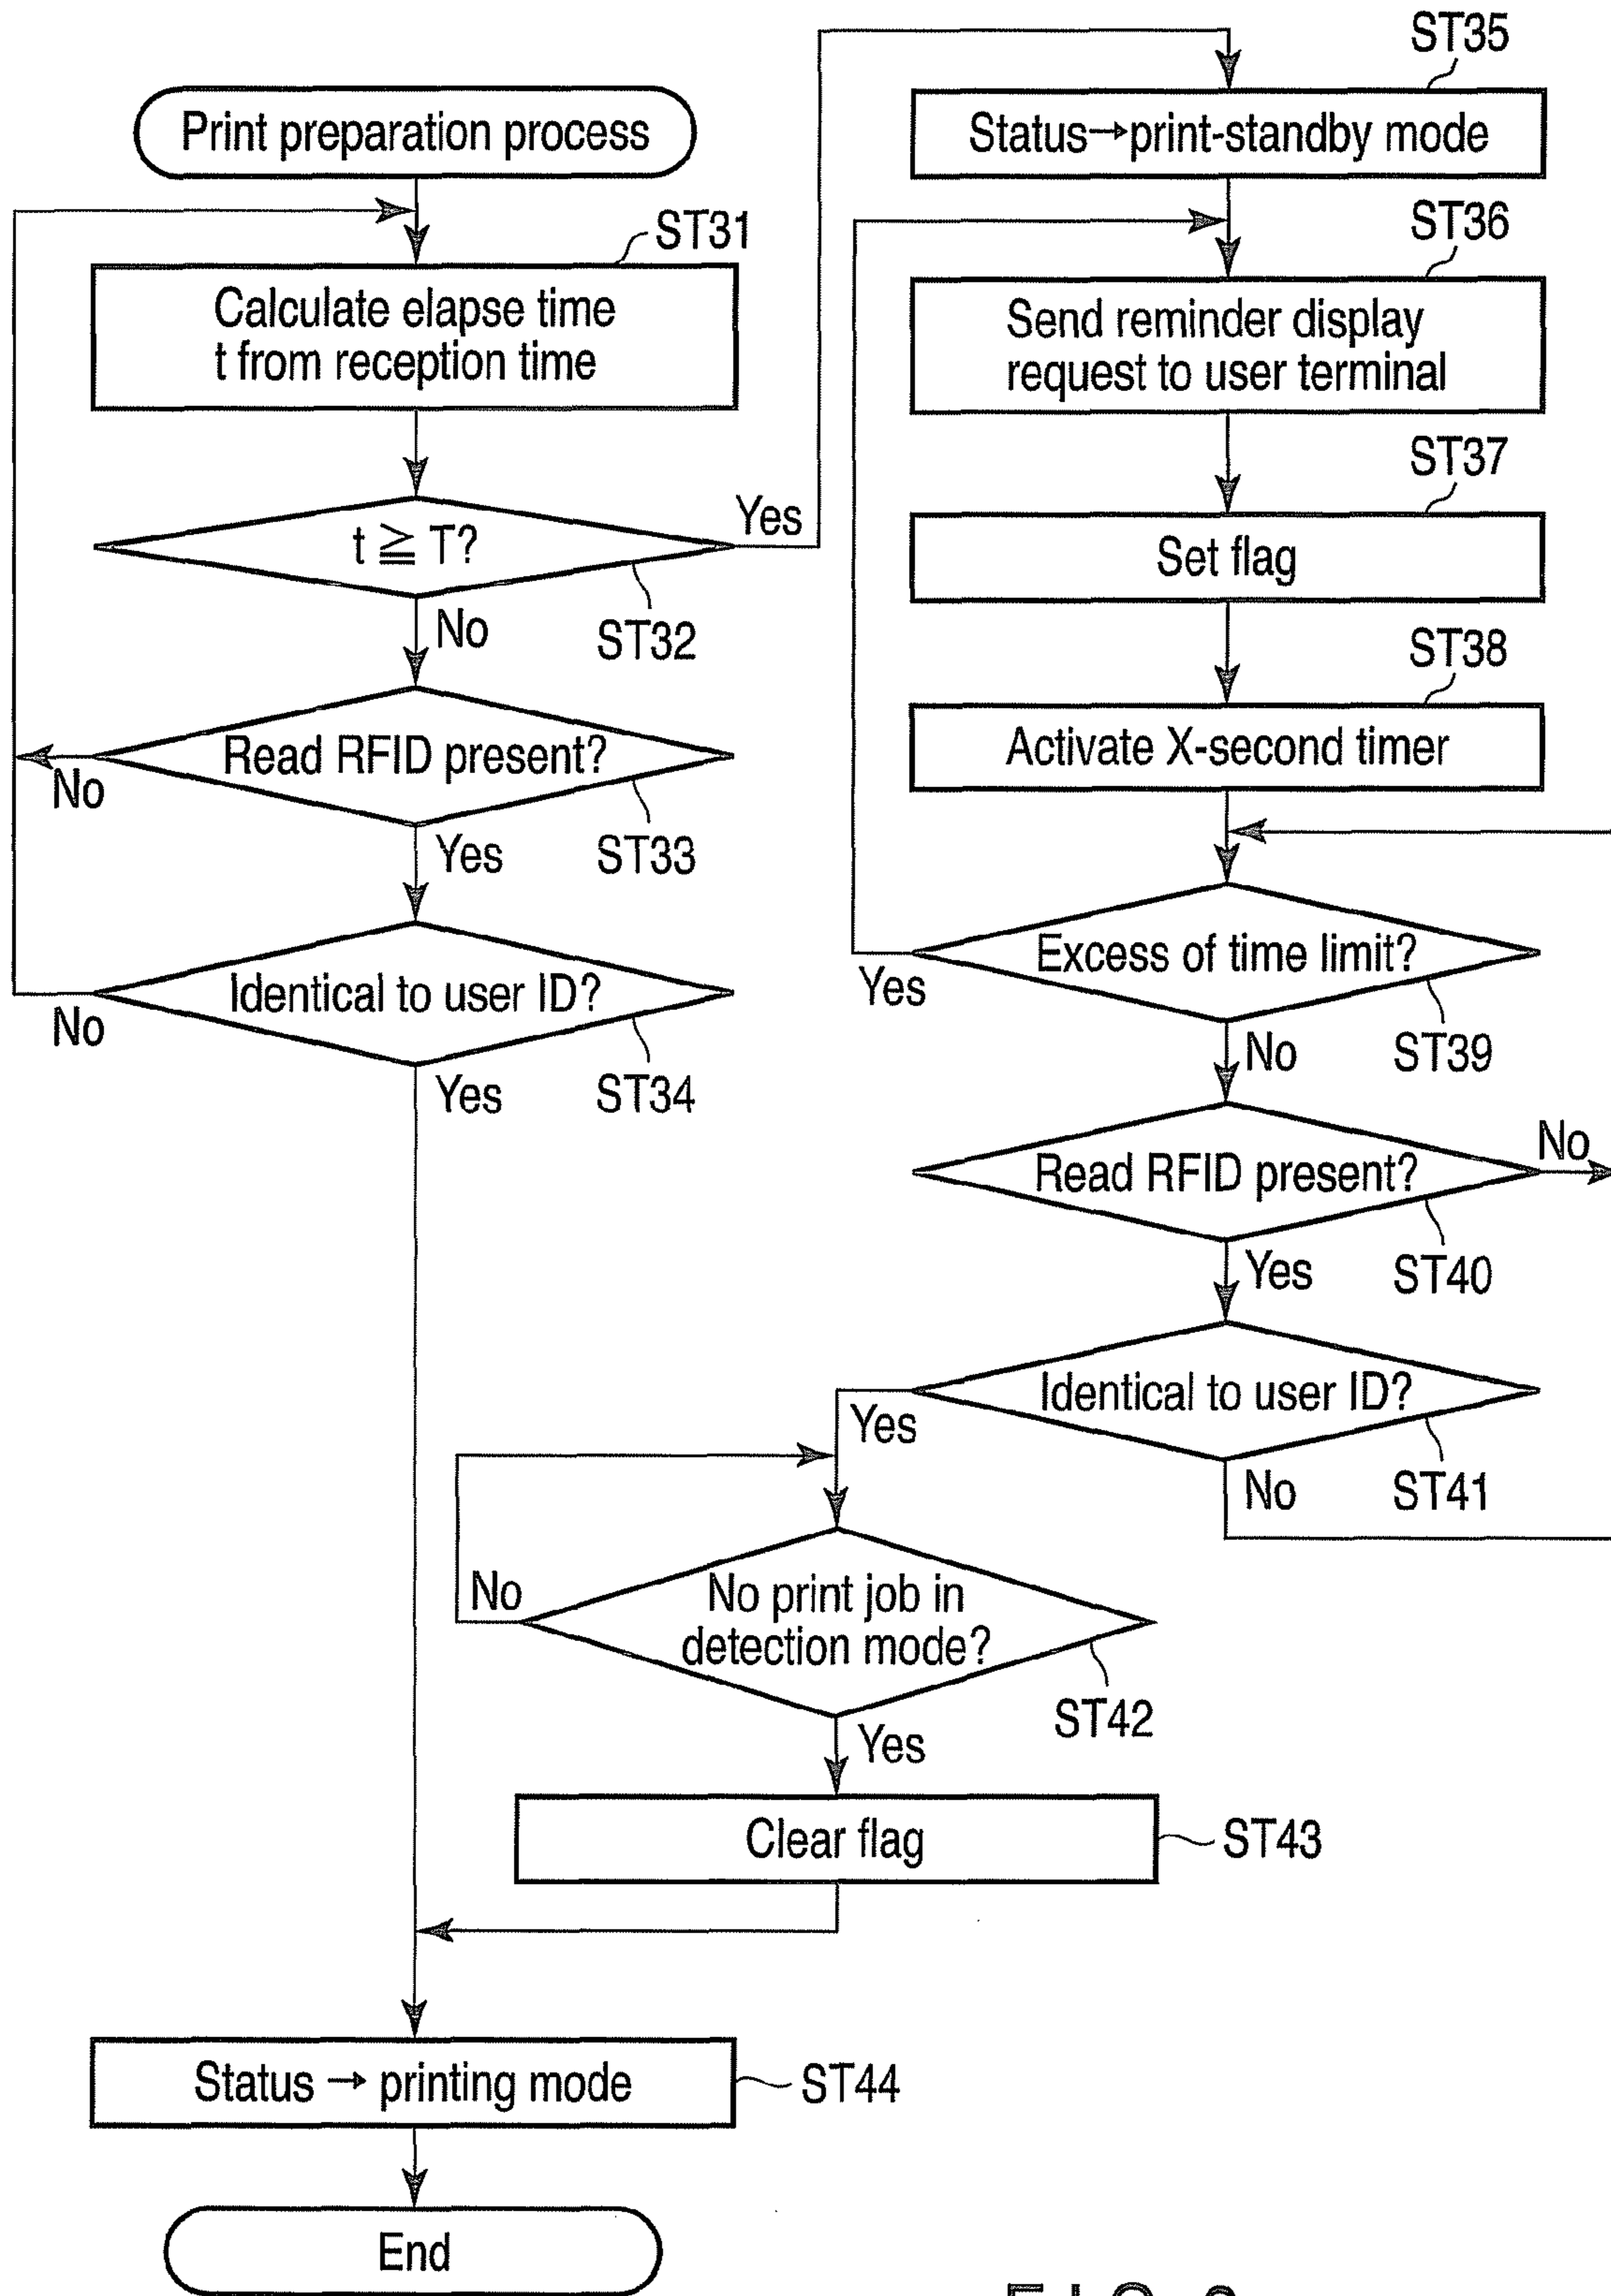 Print preparation process
ST31
Calculate elapse time
t from reception time
t ≧ T?
Yes
ST32
No
Read RFID present?
No
ST33
Yes
Identical to user ID?
No
ST34
Yes
ST35
Status→print-standby mode
ST36
Send reminder display
request to user terminal
ST37
Set flag
ST38
Activate X-second timer
Excess of time limit?
Yes
ST39
No
Read RFID present?
No
ST40
Yes
Identical to user ID?
Yes
ST41
No
No print job in
detection mode?
No
ST42
Yes
Clear flag
ST43
Status → printing mode
ST44
End